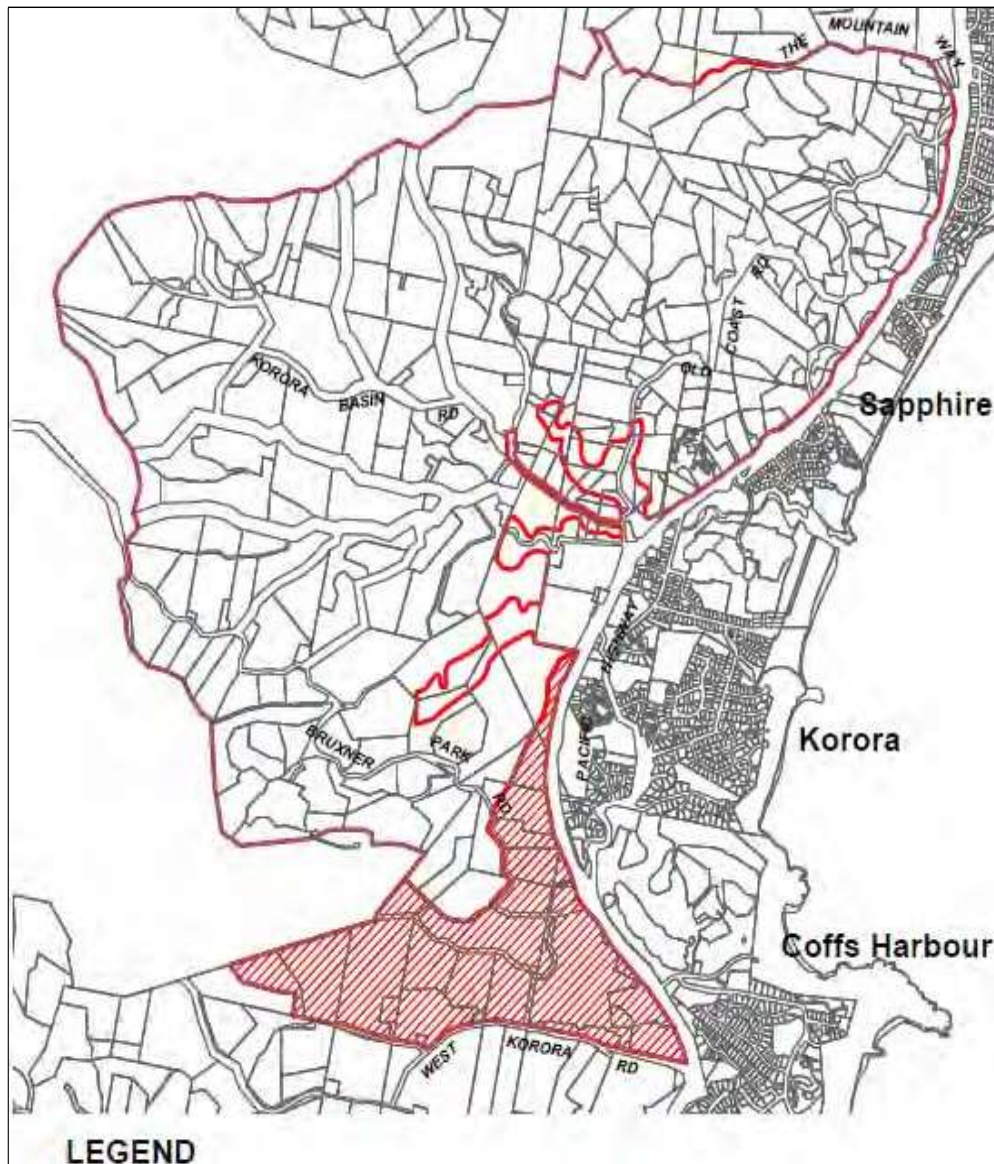 MOUNTAIN
THE
WAY
COAST RD
OLD
KORORA
BASIN
RD
Sapphire
HIGHWAY
PACIFIC
Korora
BRUXNER
PARK
RD
Coffs Harbour
WEST
KORORA
RD
LEGEND